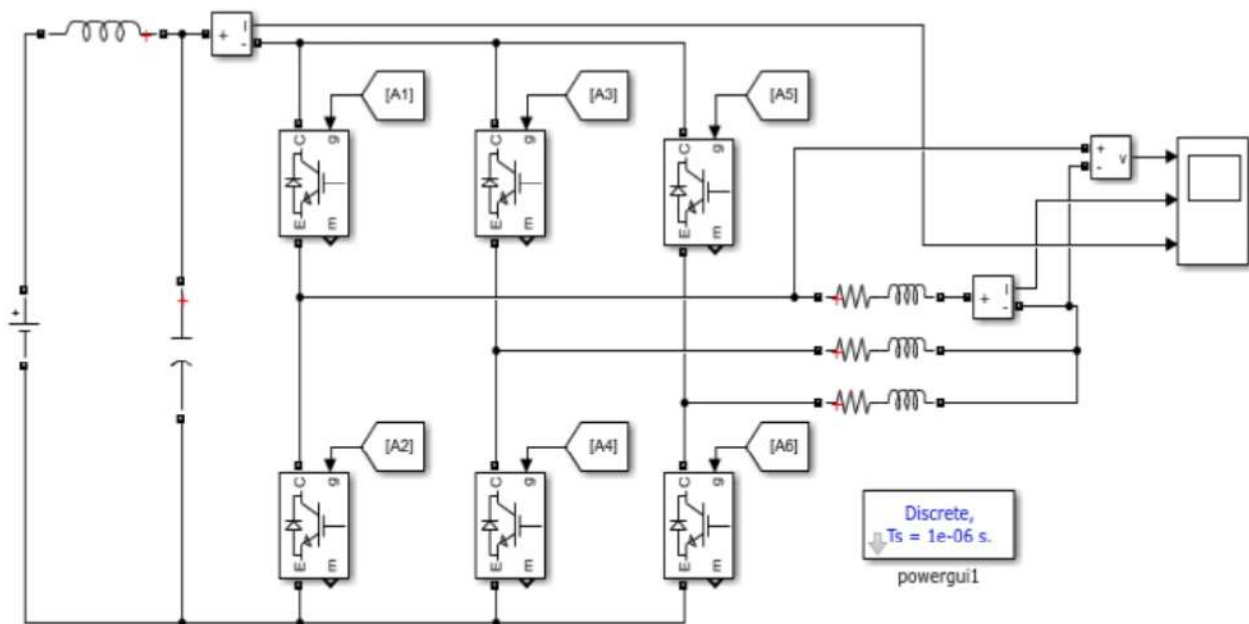 + I -
[A1]
[A3]
[A5]
C g
C g
C g
E m
E m
E m
+ - v
+ I -
+
[A2]
[A4]
[A6]
C g
C g
C g
E m
E m
E m
Discrete,
Ts = 1e-06 s.
powergui1